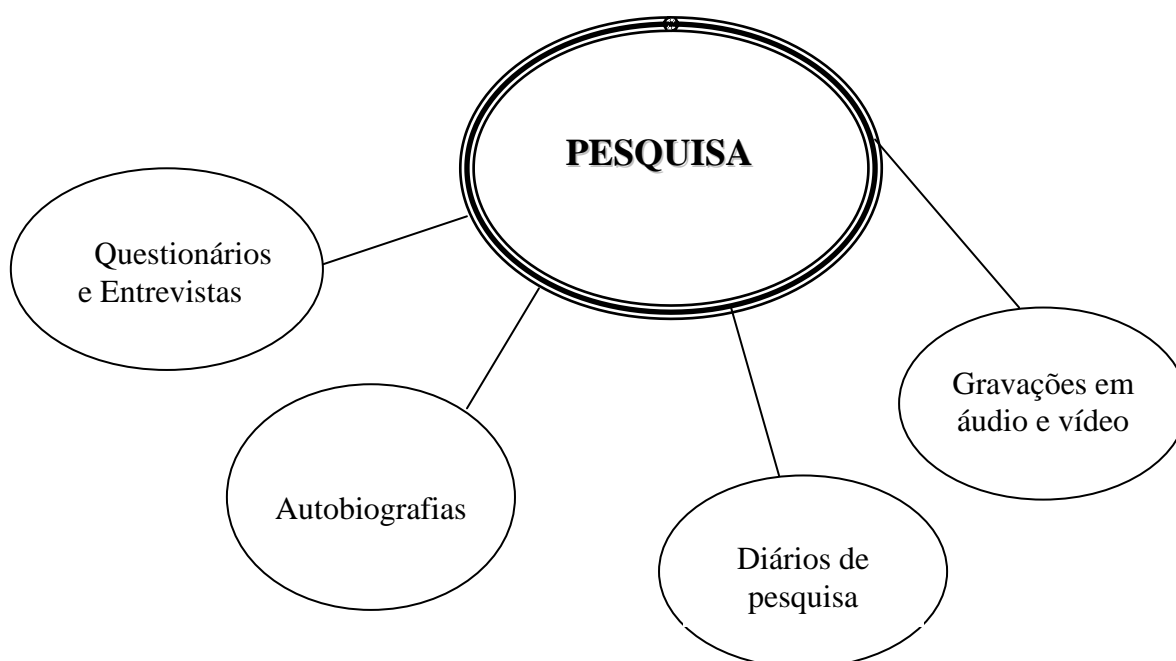 PESQUISA
Questionários
e Entrevistas
Autobiografias
Diários de
pesquisa
Gravações em
áudio e vídeo